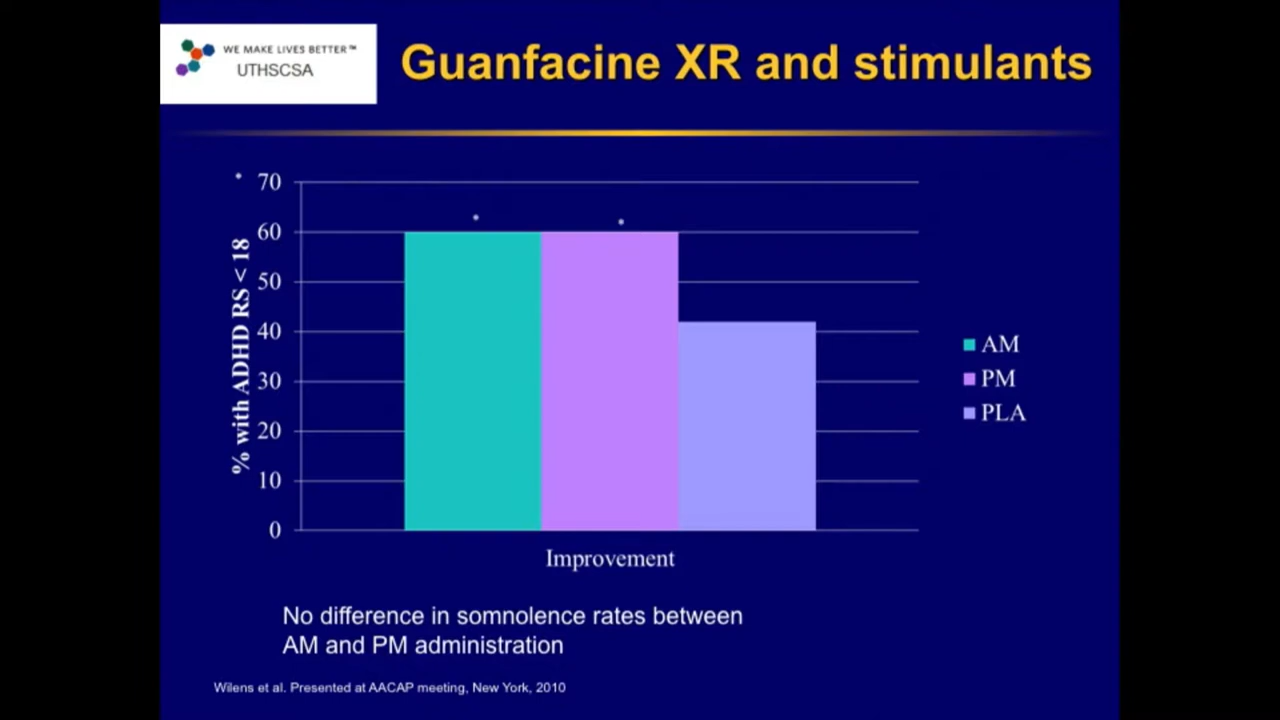 WE MAKE LIVES BETTER™
UTHSCSA
Guanfacine XR and stimulants
% with ADHD RS < 18
70
60
50
40
30
20
10
0
Improvement
AM
PM
PLA
No difference in somnolence rates between
AM and PM administration
Wilens et al. Presented at AACAP meeting, New York, 2010